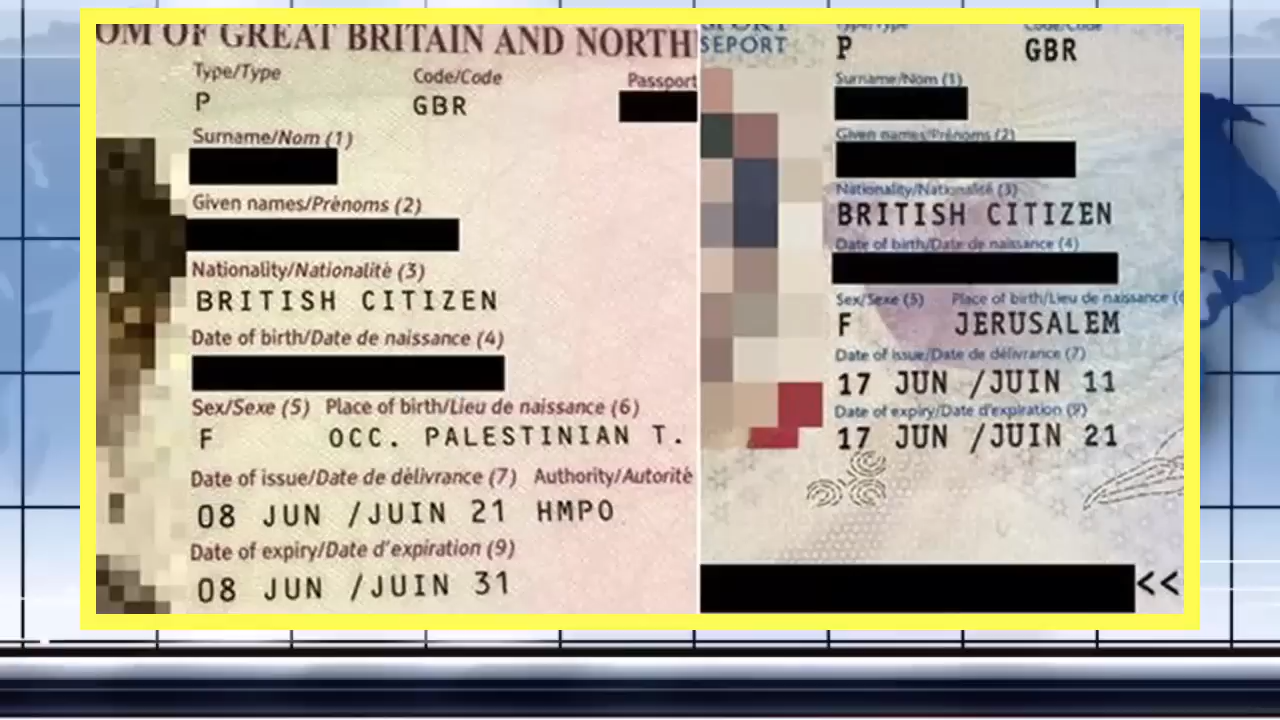 OM OF GREAT BRITAIN AND NORTH
Type/Type Code/Code Passport
P GBR
Surname/Nom (1)
Given names/Prénoms (2)
Nationality/Nationalité (3)
BRITISH CITIZEN
Date of birth/Date de naissance (4)
Sex/Sexe (5) Place of birth/Lieu de naissance (6)
F OCC. PALESTINIAN T.
Date of issue/Date de délivrance (7) Authority/Autorité
08 JUN /JUIN 21 HMPO
Date of expiry/Date d'expiration (9)
08 JUN /JUIN 31
SEPORT
P GBR
Surname/Nom (1)
Given names/Prénoms (2)
Nationality/Nationalité (3)
BRITISH CITIZEN
Date of birth/Date de naissance (4)
Sex/Sexe (5) Place of birth/Lieu de naissance (6
F JERUSALEM
Date of issue/Date de délivrance (7)
17 JUN /JUIN 11
Date of expiry/Date d'expiration (9)
17 JUN /JUIN 21
<<